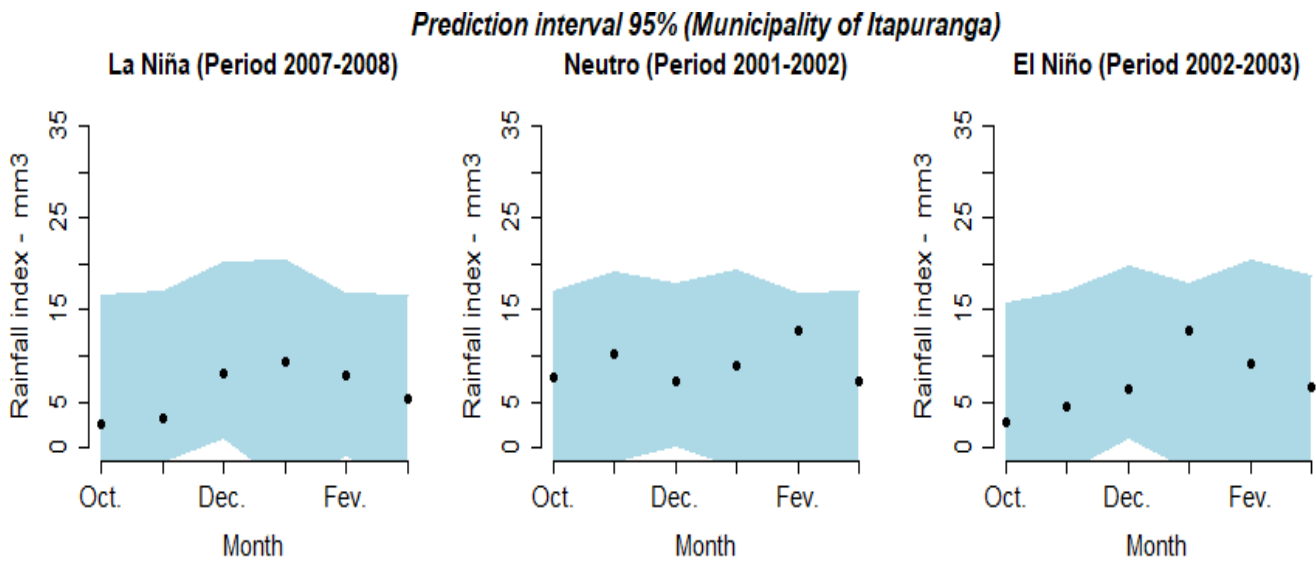 Prediction interval 95% (Municipality of Itapuranga)
La Niña (Period 2007-2008)
Rainfall index - mm3
35
25
15
5
0
Oct.
Dec.
Fev.
Month
Neutro (Period 2001-2002)
Rainfall index - mm3
35
25
15
5
0
Oct.
Dec.
Fev.
Month
El Niño (Period 2002-2003)
Rainfall index - mm3
35
25
15
5
0
Oct.
Dec.
Fev.
Month